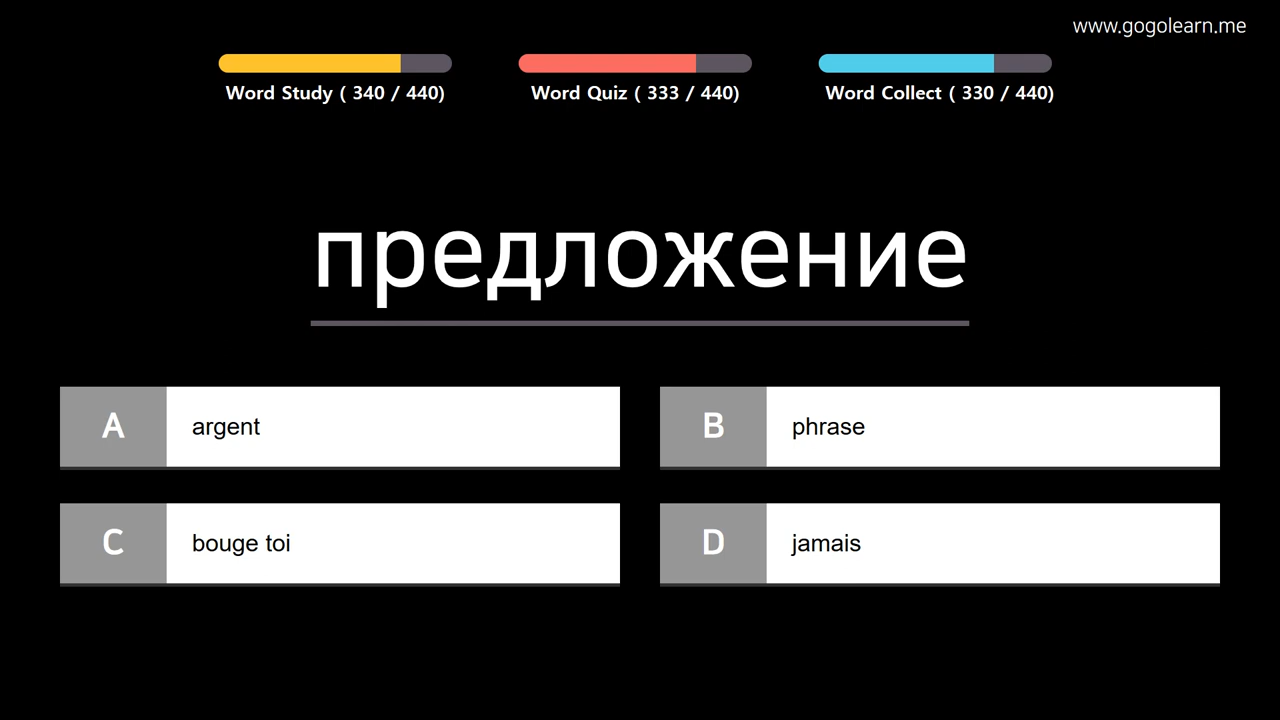 www.gogolearn.me
Word Study ( 340 / 440)
Word Quiz ( 333 / 440)
Word Collect ( 330 / 440)
предложение
A argent
B phrase
C bouge toi
D jamais